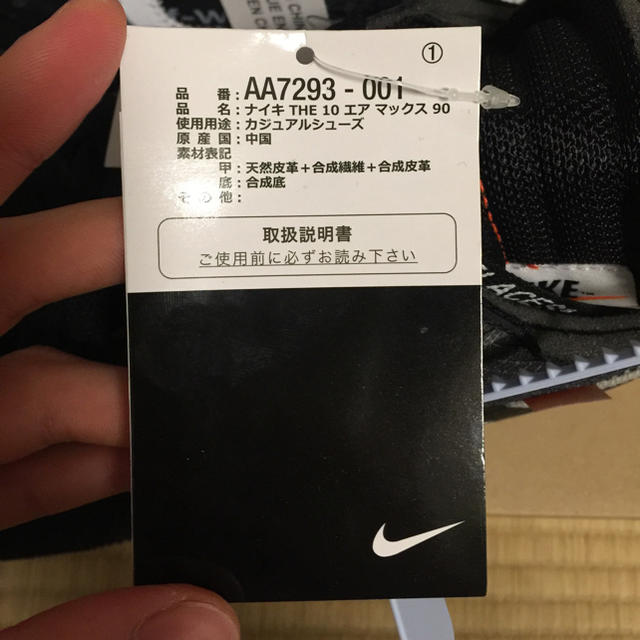 ①
品番：AA7293 - 001
品名：ナイキ THE 10 エア マックス 90
使用用途：カジュアルシューズ
原産国：中国
素材表記
甲：天然皮革＋合成繊維＋合成皮革
底：合成底
その他：
取扱説明書
ご使用前に必ずお読み下さい
LACES"